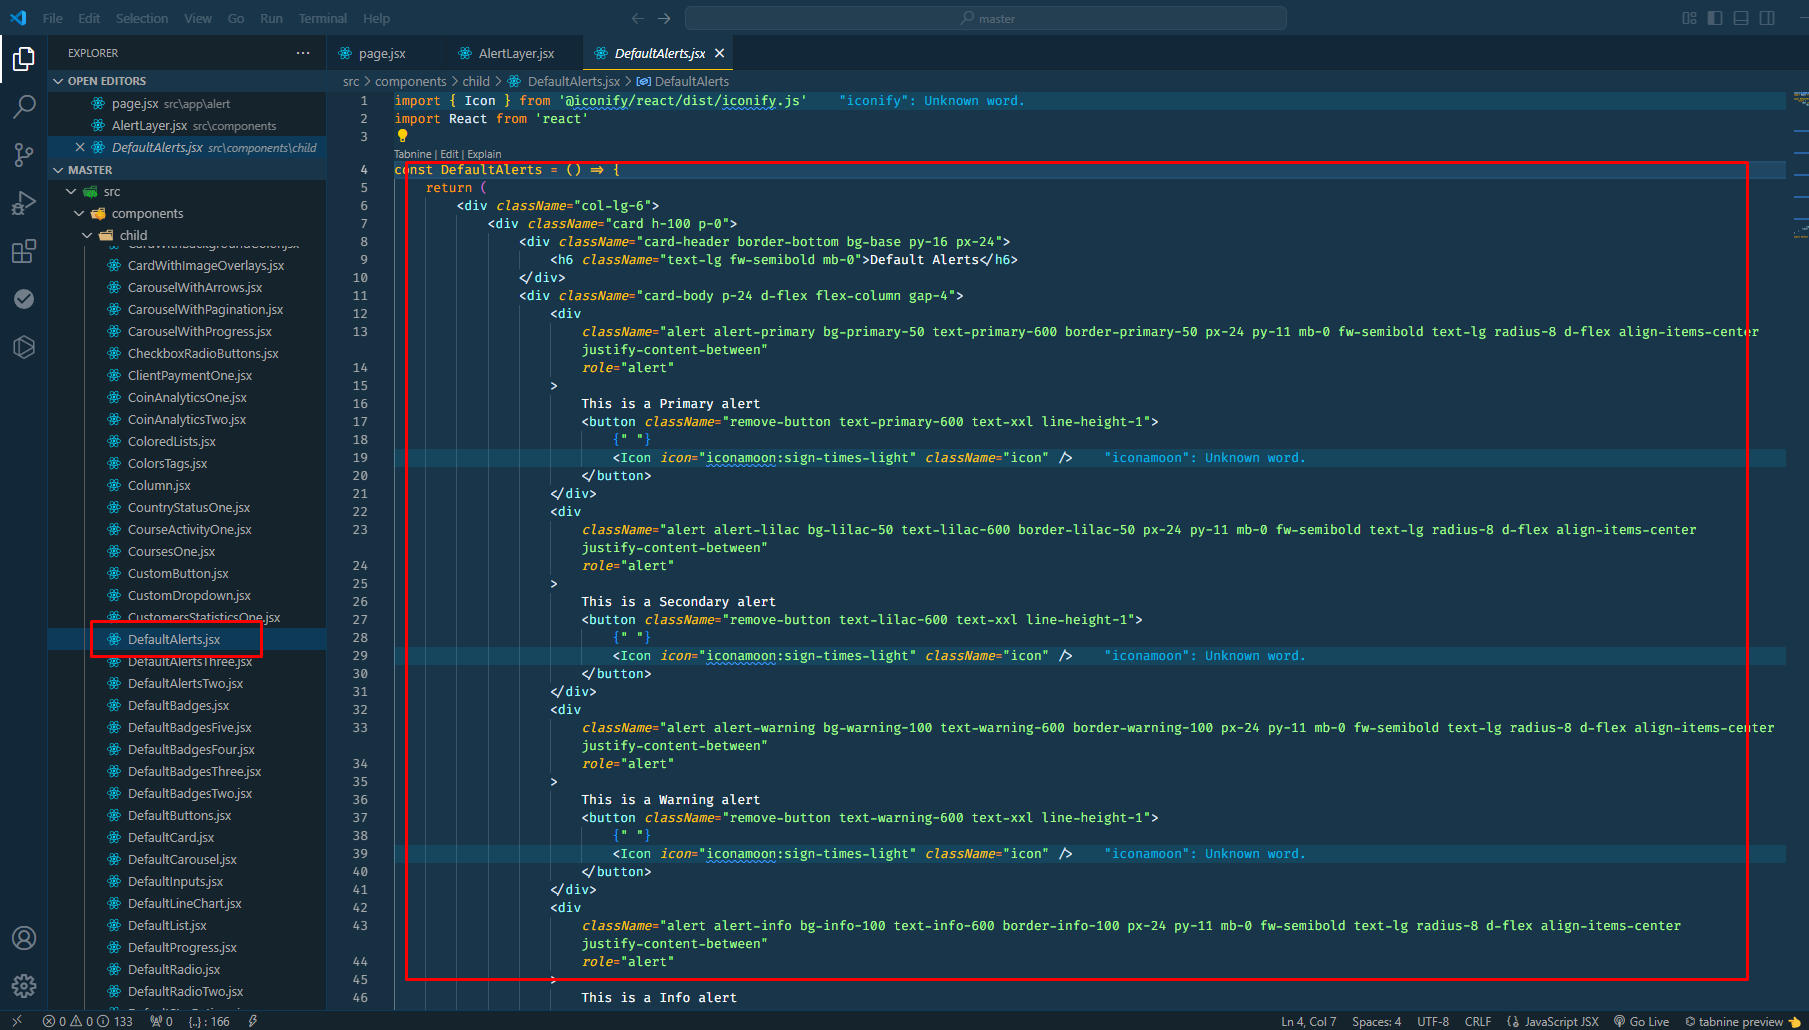 File Edit Selection View Go Run Terminal Help
master
EXPLORER
OPEN EDITORS
page.jsx src\app\alert
AlertLayer.jsx src\components
DefaultAlerts.jsx src\components\child
MASTER
src
components
child
CardWithBackgroundColor.jsx
CardWithImageOverlays.jsx
CarouselWithArrows.jsx
CarouselWithPagination.jsx
CarouselWithProgress.jsx
CheckboxRadioButtons.jsx
ClientPaymentOne.jsx
CoinAnalyticsOne.jsx
CoinAnalyticsTwo.jsx
ColoredLists.jsx
ColorsTags.jsx
Column.jsx
CountryStatusOne.jsx
CourseActivityOne.jsx
CoursesOne.jsx
CustomButton.jsx
CustomDropdown.jsx
CustomersStatisticsOne.jsx
DefaultAlerts.jsx
DefaultAlertsThree.jsx
DefaultAlertsTwo.jsx
DefaultBadges.jsx
DefaultBadgesFive.jsx
DefaultBadgesFour.jsx
DefaultBadgesThree.jsx
DefaultBadgesTwo.jsx
DefaultButtons.jsx
DefaultCard.jsx
DefaultCarousel.jsx
DefaultInputs.jsx
DefaultLineChart.jsx
DefaultList.jsx
DefaultProgress.jsx
DefaultRadio.jsx
DefaultRadioTwo.jsx
page.jsx AlertLayer.jsx DefaultAlerts.jsx
src > components > child > DefaultAlerts.jsx > DefaultAlerts
1 import { Icon } from '@iconify/react/dist/iconify.js' "iconify": Unknown word.
2 import React from 'react'
3
Tabnine | Edit | Explain
4 const DefaultAlerts = () => {
5 return (
6 <div className="col-lg-6">
7 <div className="card h-100 p-0">
8 <div className="card-header border-bottom bg-base py-16 px-24">
9 <h6 className="text-lg fw-semibold mb-0">Default Alerts</h6>
10 </div>
11 <div className="card-body p-24 d-flex flex-column gap-4">
12 <div
13 className="alert alert-primary bg-primary-50 text-primary-600 border-primary-50 px-24 py-11 mb-0 fw-semibold text-lg radius-8 d-flex align-items-center
justify-content-between"
14 role="alert"
15 >
16 This is a Primary alert
17 <button className="remove-button text-primary-600 text-xxl line-height-1">
18 {" "}
19 <Icon icon="iconamoon:sign-times-light" className="icon" /> "iconamoon": Unknown word.
20 </button>
21 </div>
22 <div
23 className="alert alert-lilac bg-lilac-50 text-lilac-600 border-lilac-50 px-24 py-11 mb-0 fw-semibold text-lg radius-8 d-flex align-items-center
justify-content-between"
24 role="alert"
25 >
26 This is a Secondary alert
27 <button className="remove-button text-lilac-600 text-xxl line-height-1">
28 {" "}
29 <Icon icon="iconamoon:sign-times-light" className="icon" /> "iconamoon": Unknown word.
30 </button>
31 </div>
32 <div
33 className="alert alert-warning bg-warning-100 text-warning-600 border-warning-100 px-24 py-11 mb-0 fw-semibold text-lg radius-8 d-flex align-items-center
justify-content-between"
34 role="alert"
35 >
36 This is a Warning alert
37 <button className="remove-button text-warning-600 text-xxl line-height-1">
38 {" "}
39 <Icon icon="iconamoon:sign-times-light" className="icon" /> "iconamoon": Unknown word.
40 </button>
41 </div>
42 <div
43 className="alert alert-info bg-info-100 text-info-600 border-info-100 px-24 py-11 mb-0 fw-semibold text-lg radius-8 d-flex align-items-center
justify-content-between"
44 role="alert"
45 >
46 This is a Info alert
0 0 133 0 {..} : 166 Ln 4, Col 7 Spaces: 4 UTF-8 CRLF JavaScript JSX Go Live tabnine preview